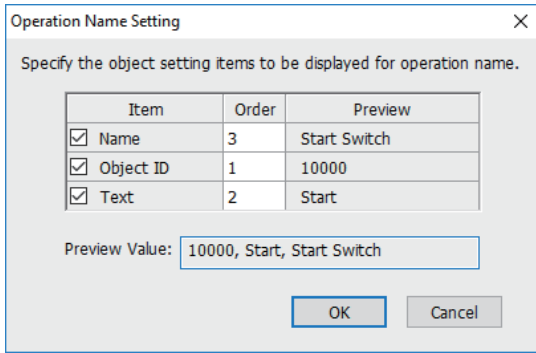 Operation Name Setting
Specify the object setting items to be displayed for operation name.
Item Order Preview
Name 3 Start Switch
Object ID 1 10000
Text 2 Start
Preview Value: 10000, Start, Start Switch
OK Cancel